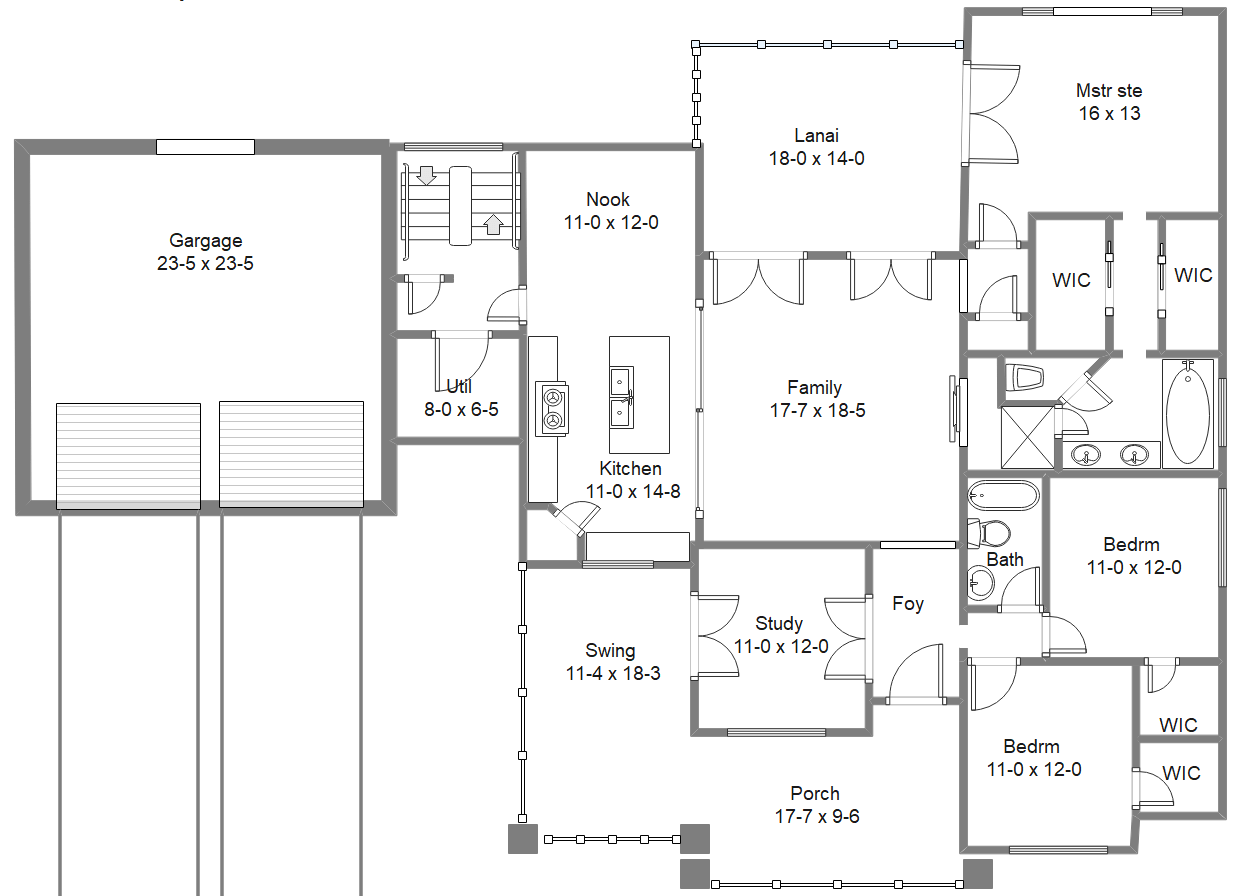 Mstr ste
16 x 13
Lanai
18-0 x 14-0
Nook
11-0 x 12-0
Gargage
23-5 x 23-5
WIC
WIC
Util
8-0 x 6-5
Family
17-7 x 18-5
Kitchen
11-0 x 14-8
Bath
Bedrm
11-0 x 12-0
Foy
Study
11-0 x 12-0
Swing
11-4 x 18-3
WIC
Bedrm
11-0 x 12-0
WIC
Porch
17-7 x 9-6